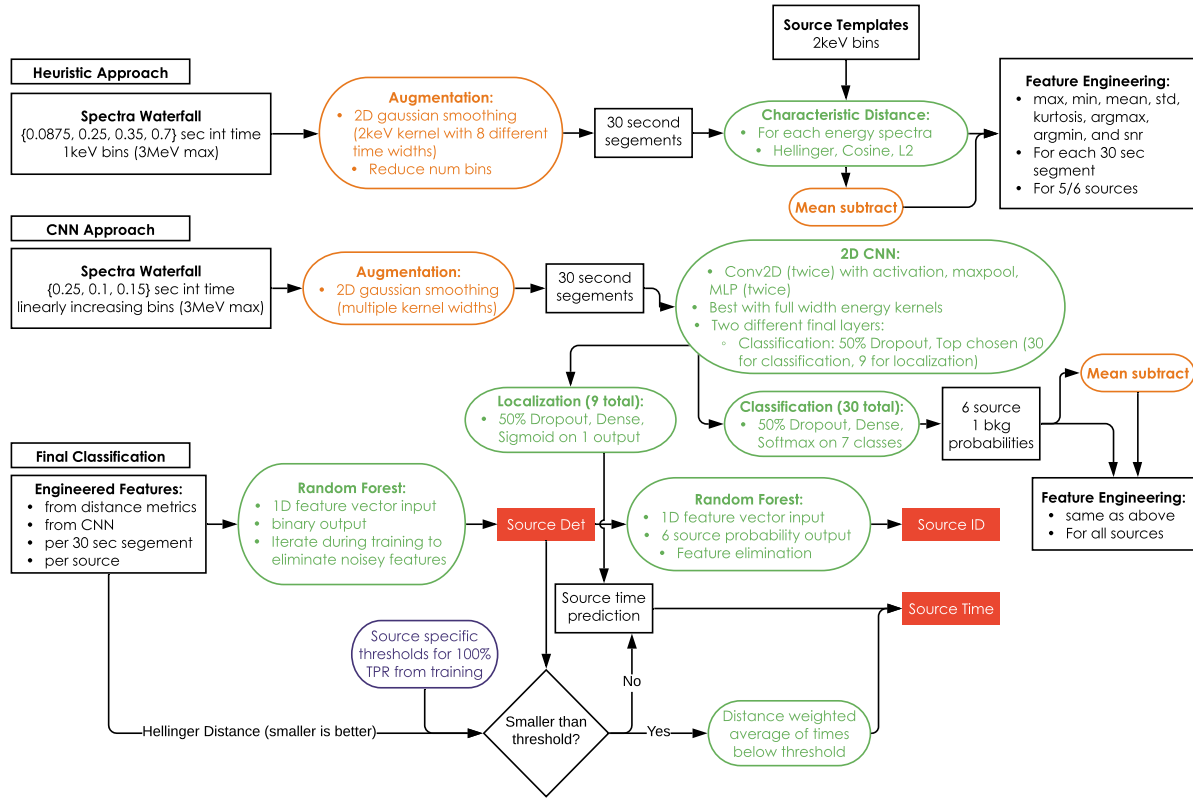 Source Templates
2keV bins
Heuristic Approach
Spectra Waterfall
{0.0875, 0.25, 0.35, 0.7} sec int time
1keV bins (3MeV max)
Augmentation:
• 2D gaussian smoothing
(2keV kernel with 8 different
time widths)
• Reduce num bins
30 second
segements
Characteristic Distance:
• For each energy spectra
• Hellinger, Cosine, L2
Mean subtract
Feature Engineering:
• max, min, mean, std,
kurtosis, argmax,
argmin, and snr
• For each 30 sec
segment
• For 5/6 sources
CNN Approach
Spectra Waterfall
{0.25, 0.1, 0.15} sec int time
linearly increasing bins (3MeV max)
Augmentation:
• 2D gaussian smoothing
(multiple kernel widths)
30 second
segements
2D CNN:
• Conv2D (twice) with activation, maxpool,
MLP (twice)
• Best with full width energy kernels
• Two different final layers:
◦ Classification: 50% Dropout, Top chosen (30
for classification, 9 for localization)
Localization (9 total):
• 50% Dropout, Dense,
Sigmoid on 1 output
Classification (30 total):
• 50% Dropout, Dense,
Softmax on 7 classes
6 source
1 bkg
probabilities
Mean subtract
Feature Engineering:
• same as above
• For all sources
Final Classification
Engineered Features:
• from distance metrics
• from CNN
• per 30 sec segement
• per source
Random Forest:
• 1D feature vector input
• binary output
• Iterate during training to
eliminate noisey features
Source Det
Random Forest:
• 1D feature vector input
• 6 source probability output
• Feature elimination
Source ID
Source time
prediction
Source Time
Source specific
thresholds for 100%
TPR from training
Hellinger Distance (smaller is better)
Smaller than
threshold?
No
Yes
Distance weighted
average of times
below threshold